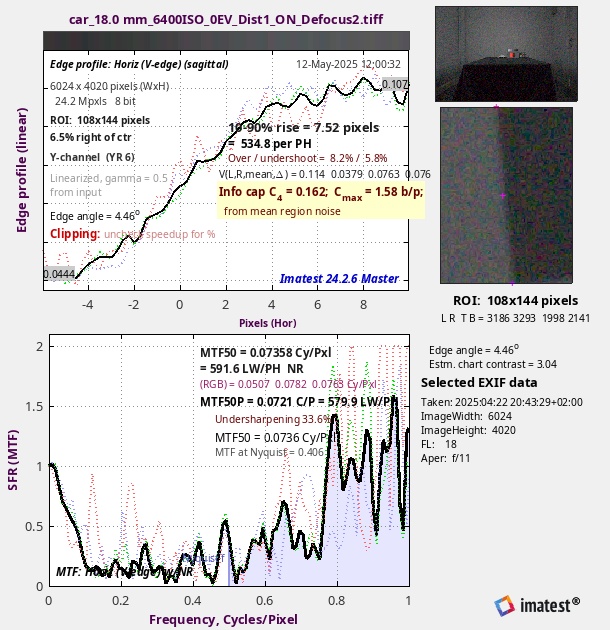 car_18.0 mm_6400ISO_0EV_Dist1_ON_Defocus2.tiff
Edge profile: Horiz (V-edge) (sagittal)
12-May-2025 12:00:32
0.107
6024 x 4020 pixels (WxH)
24.2 Mpxls   8 bit
ROI:  108x144 pixels
6.5% right of ctr
Y-channel  (YR 6)
Linearized, gamma = 0.5
from input
Edge angle = 4.46°
Clipping: speedup for %
10-90% rise = 7.52 pixels
=  534.8 per PH
Over / undershoot =  8.2% /  5.8%
V(L,R,mean,Δ) = 0.114  0.0379  0.0763  0.076
Info cap C4 = 0.162;  Cmax = 1.58 b/p;
from mean region noise
0.0444
Imatest 24.2.6 Master
Edge profile (linear)
-4 -2 0 2 4 6 8
Pixels (Hor)
ROI:  108x144 pixels
L R  T B = 3186 3293  1998 2141
Edge angle = 4.46°
Estm. chart contrast = 3.04
Selected EXIF data
Taken: 2025:04:22 20:43:29+02:00
ImageWidth:  6024
ImageHeight:  4020
FL:   18
Aper:  f/11
MTF50 = 0.07358 Cy/Pxl
= 591.6 LW/PH  NR
(RGB) = 0.0507  0.0782  0.0763 Cy/Pxl
MTF50P = 0.0721 C/P = 579.9 LW/PH
Undersharpening 33.6%
MTF50 = 0.0736 Cy/Pxl
MTF at Nyquist = 0.406
SFR (MTF)
2
1.5
1
0.5
0
0 0.2 0.4 0.6 0.8 1
Frequency, Cycles/Pixel
imatest®